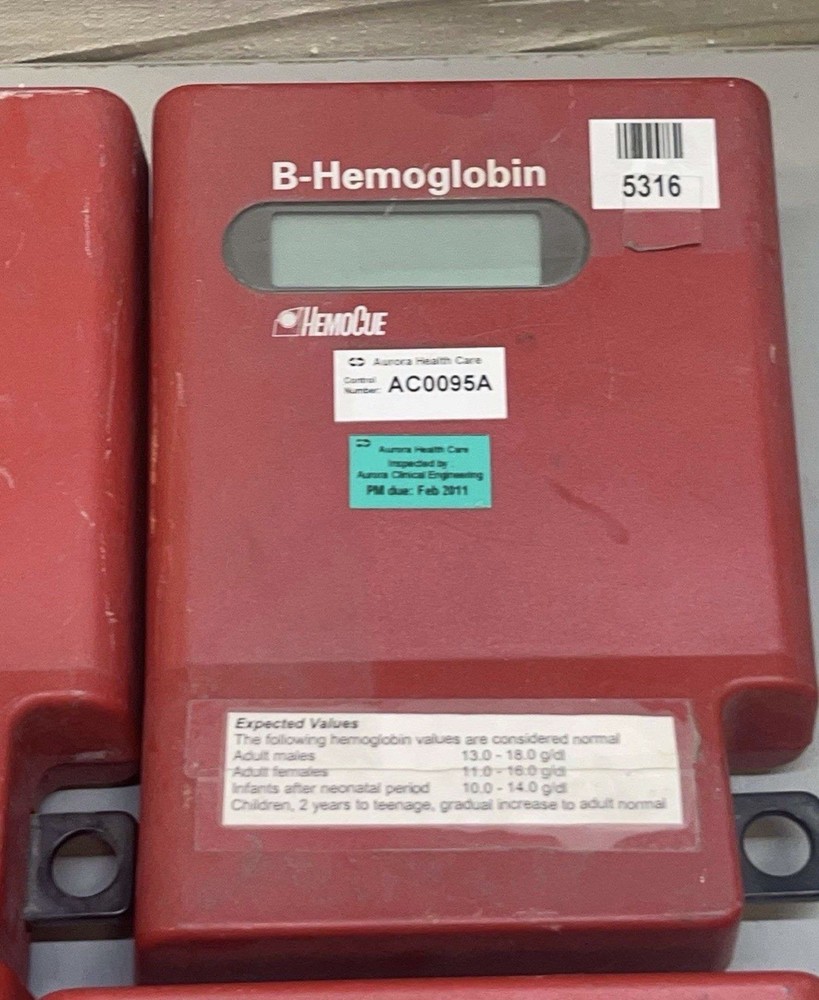 B-Hemoglobin
5316
HEMOCUE
Aurora Health Care
Control
Number: AC0095A
Aurora Health Care
Inspected by
Aurora Clinical Engineering
PM due: Feb 2011
Expected Values
The following hemoglobin values are considered normal
Adult males 13.0 - 18.0 g/dl
Adult females 11.0 - 16.0 g/dl
Infants after neonatal period 10.0 - 14.0 g/dl
Children, 2 years to teenage, gradual increase to adult normal